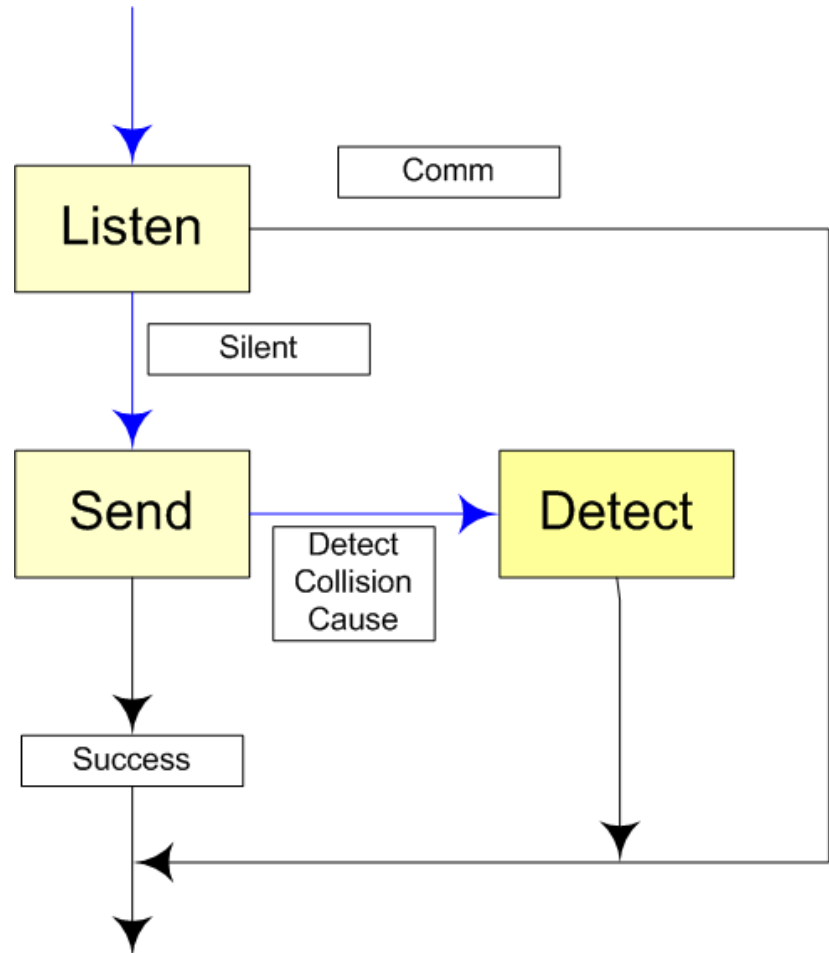 Comm
Listen
Silent
Send
Detect
Detect
Collision
Cause
Success